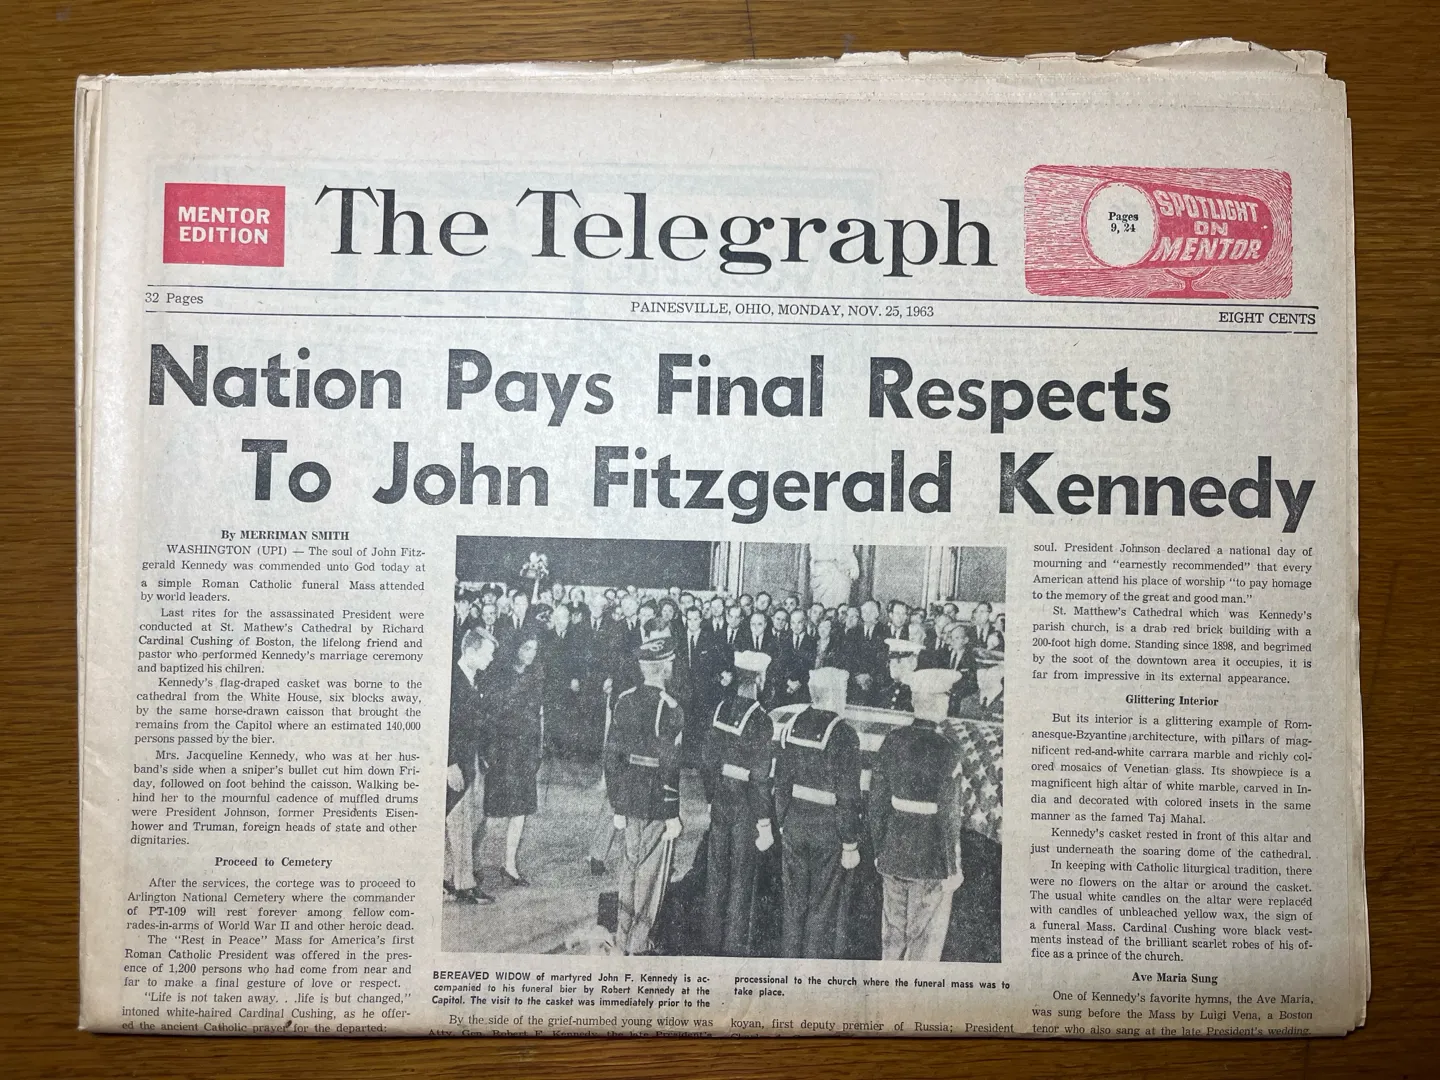 MENTOR
EDITION
The Telegraph
Pages
9, 24
SPOTLIGHT
ON
MENTOR
32 Pages
PAINESVILLE, OHIO, MONDAY, NOV. 25, 1963
EIGHT CENTS
Nation Pays Final Respects
To John Fitzgerald Kennedy
By MERRIMAN SMITH
WASHINGTON (UPI) — The soul of John Fitz-
gerald Kennedy was commended unto God today at
a simple Roman Catholic funeral Mass attended
by world leaders.
Last rites for the assassinated President were
conducted at St. Mathew's Cathedral by Richard
Cardinal Cushing of Boston, the lifelong friend and
pastor who performed Kennedy's marriage ceremony
and baptized his chilren.
Kennedy's flag-draped casket was borne to the
cathedral from the White House, six blocks away,
by the same horse-drawn caisson that brought the
remains from the Capitol where an estimated 140,000
persons passed by the bier.
Mrs. Jacqueline Kennedy, who was at her hus-
band's side when a sniper's bullet cut him down Fri-
day, followed on foot behind the caisson. Walking be-
hind her to the mournful cadence of muffled drums
were President Johnson, former Presidents Eisen-
hower and Truman, foreign heads of state and other
dignitaries.
Proceed to Cemetery
After the services, the cortege was to proceed to
Arlington National Cemetery where the commander
of PT-109 will rest forever among fellow com-
rades-in-arms of World War II and other heroic dead.
The "Rest in Peace" Mass for America's first
Roman Catholic President was offered in the pres-
ence of 1,200 persons who had come from near and
far to make a final gesture of love or respect.
"Life is not taken away. . .life is but changed,"
intoned white-haired Cardinal Cushing, as he offer-
ed the ancient Catholic prayer for the departed:
BEREAVED WIDOW of martyred John F. Kennedy is ac-
companied to his funeral bier by Robert Kennedy at the
Capitol. The visit to the casket was immediately prior to the
processional to the church where the funeral mass was to
take place.
By the side of the grief-numbed young widow was
Atty. Gen. Robert F. Kennedy, the late President's
koyan, first deputy premier of Russia; President
soul. President Johnson declared a national day of
mourning and "earnestly recommended" that every
American attend his place of worship "to pay homage
to the memory of the great and good man."
St. Matthew's Cathedral which was Kennedy's
parish church, is a drab red brick building with a
200-foot high dome. Standing since 1898, and begrimed
by the soot of the downtown area it occupies, it is
far from impressive in its external appearance.
Glittering Interior
But its interior is a glittering example of Rom-
anesque-Bzyantine architecture, with pillars of mag-
nificent red-and-white carrara marble and richly col-
ored mosaics of Venetian glass. Its showpiece is a
magnificent high altar of white marble, carved in In-
dia and decorated with colored insets in the same
manner as the famed Taj Mahal.
Kennedy's casket rested in front of this altar and
just underneath the soaring dome of the cathedral.
In keeping with Catholic liturgical tradition, there
were no flowers on the altar or around the casket.
The usual white candles on the altar were replaced
with candles of unbleached yellow wax, the sign of
a funeral Mass. Cardinal Cushing wore black vest-
ments instead of the brilliant scarlet robes of his of-
fice as a prince of the church.
Ave Maria Sung
One of Kennedy's favorite hymns, the Ave Maria,
was sung before the Mass by Luigi Vena, a Boston
tenor who also sang at the late President's wedding.